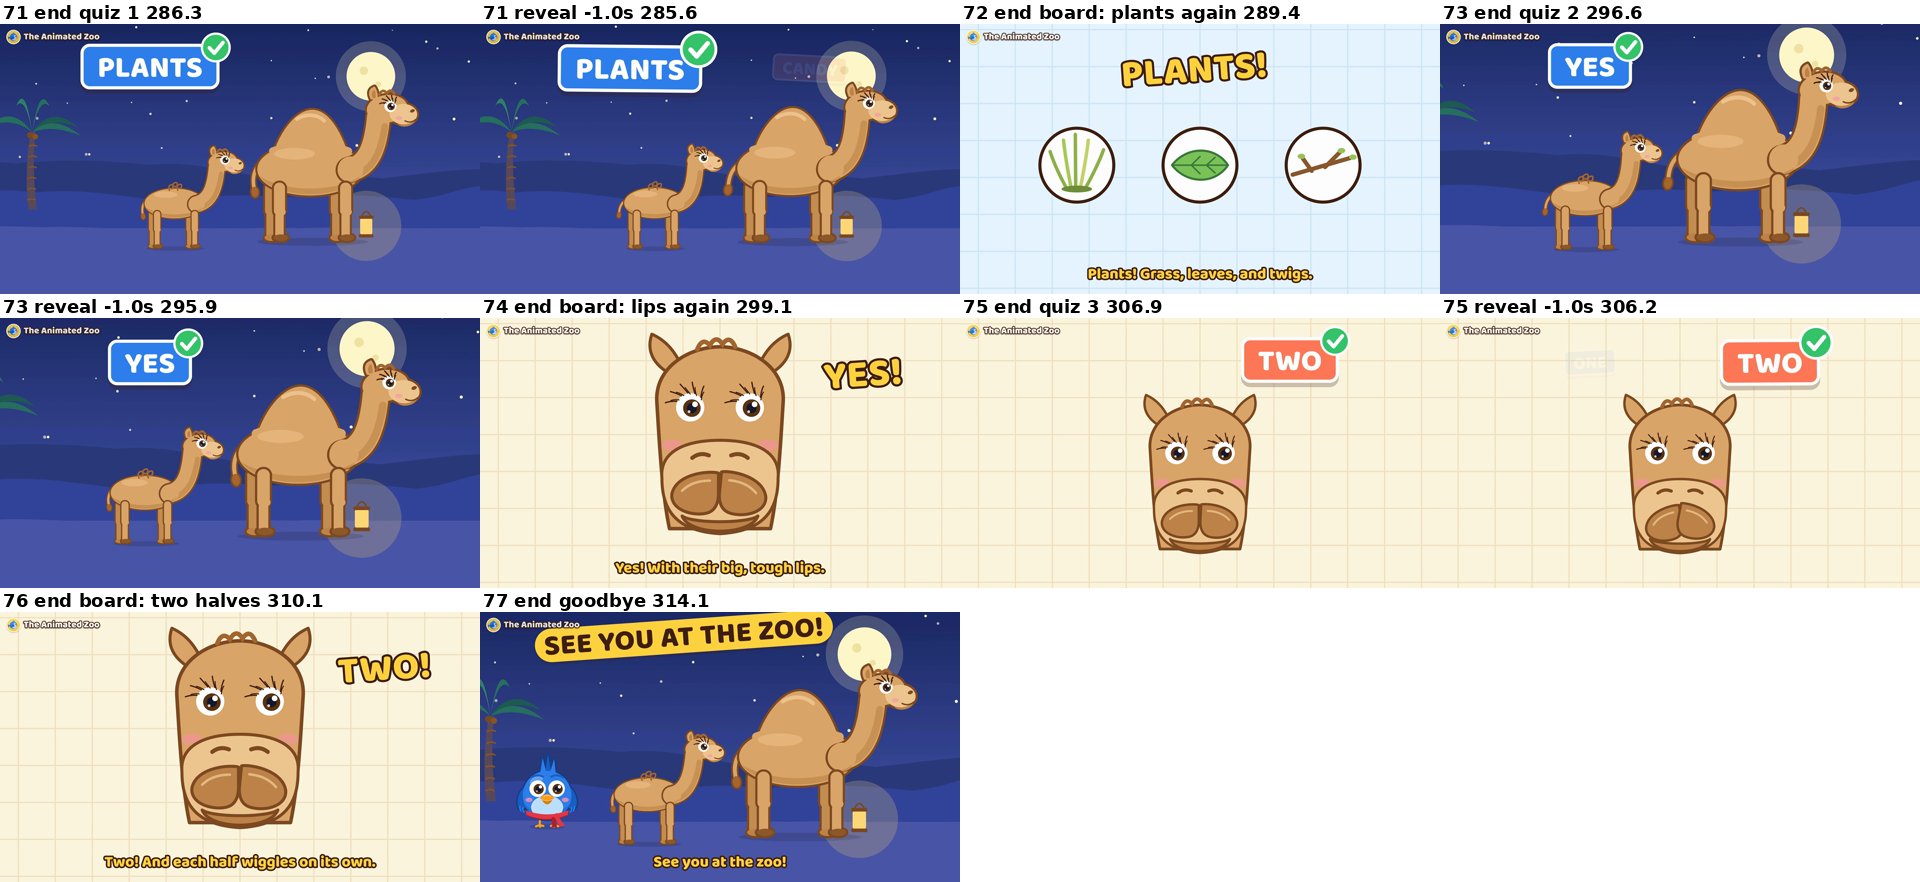 71 end quiz 1 286.3
The Animated Zoo
PLANTS
71 reveal -1.0s 285.6
The Animated Zoo
PLANTS
CANDY
72 end board: plants again 289.4
The Animated Zoo
PLANTS!
Plants! Grass, leaves, and twigs.
73 end quiz 2 296.6
The Animated Zoo
YES
73 reveal -1.0s 295.9
The Animated Zoo
YES
74 end board: lips again 299.1
The Animated Zoo
YES!
Yes! With their big, tough lips.
75 end quiz 3 306.9
The Animated Zoo
TWO
75 reveal -1.0s 306.2
The Animated Zoo
ONE
TWO
76 end board: two halves 310.1
The Animated Zoo
TWO!
Two! And each half wiggles on its own.
77 end goodbye 314.1
The Animated Zoo
SEE YOU AT THE ZOO!
See you at the zoo!